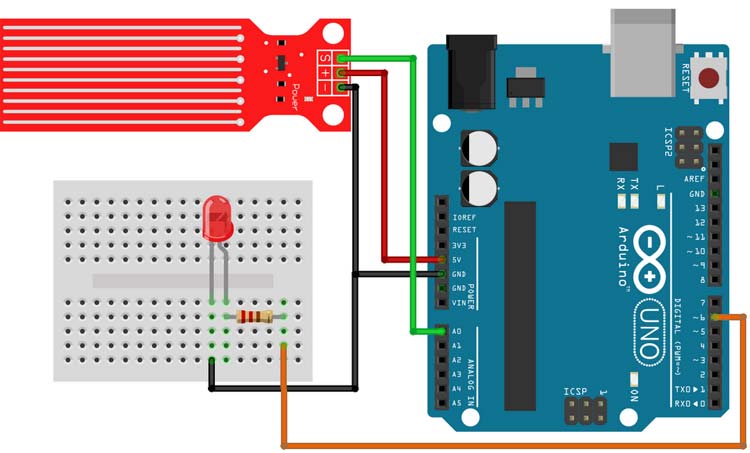 S
+
-
Power
RESET
ICSP2
IOREF
RESET
3V3
5V
GND
GND
VIN
POWER
A0
A1
A2
A3
A4
A5
ANALOG IN
RX
TX
L
Arduino™
UNO
AREF
GND
13
12
~11
~10
~9
8
7
~6
~5
4
~3
2
TX0▶1
RX0◀0
DIGITAL (PWM=~)
ON
ICSP
1